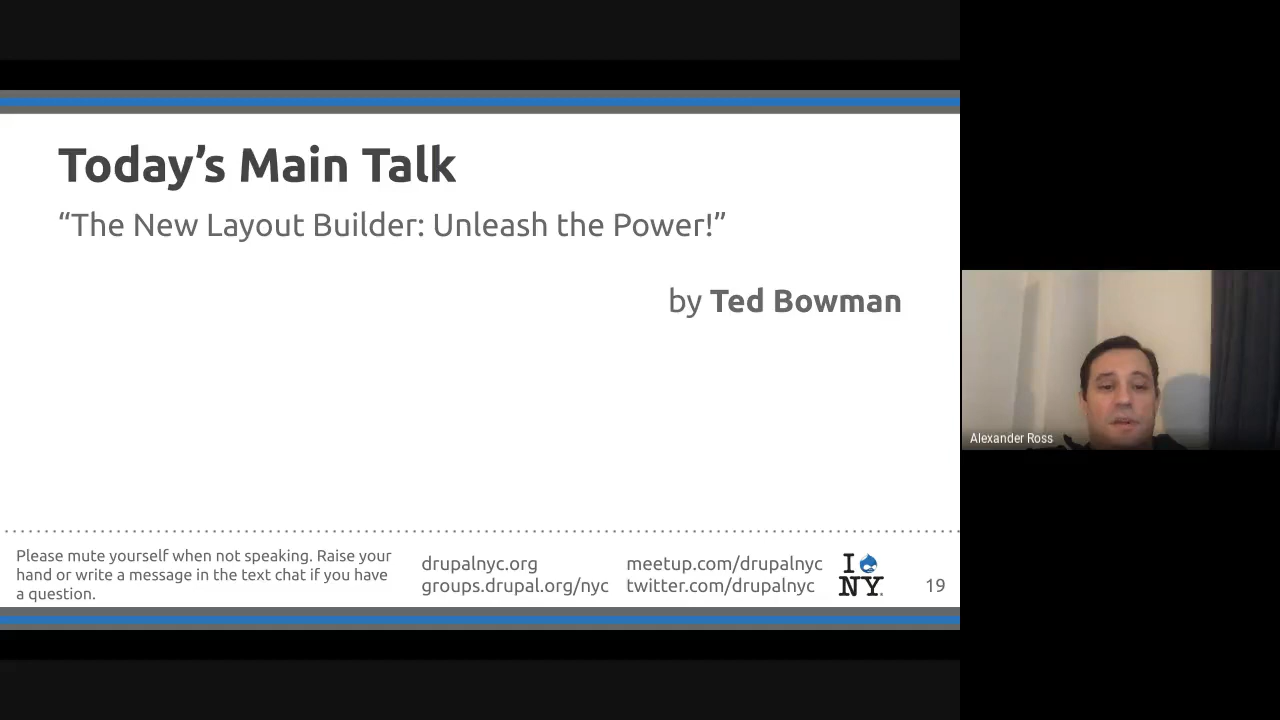 Today’s Main Talk
“The New Layout Builder: Unleash the Power!”
by Ted Bowman
Please mute yourself when not speaking. Raise your
hand or write a message in the text chat if you have
a question.
drupalnyc.org
groups.drupal.org/nyc
meetup.com/drupalnyc
twitter.com/drupalnyc
I
NY.
19
Alexander Ross